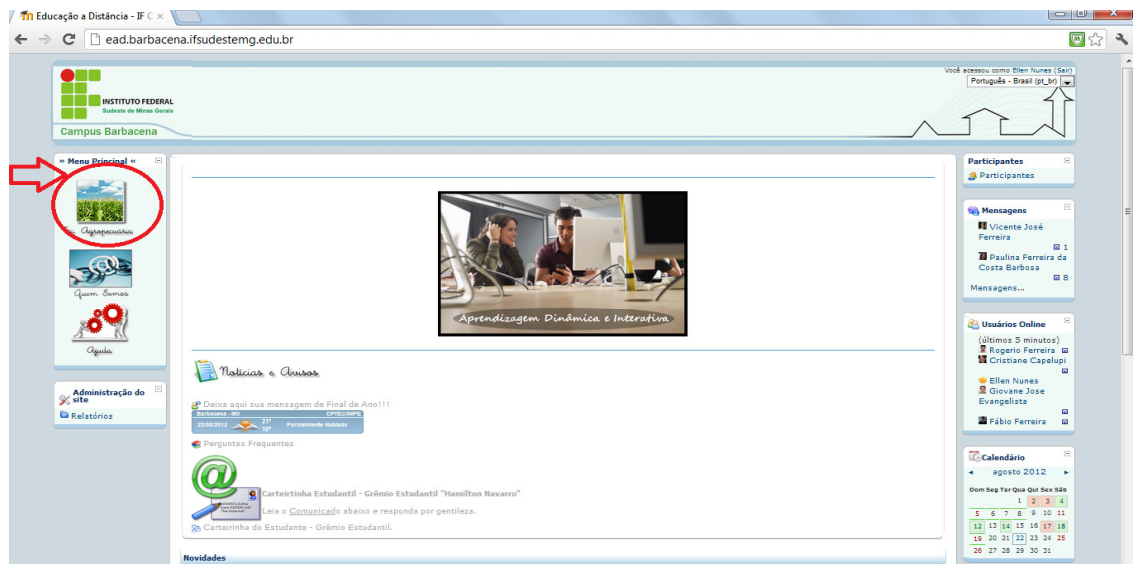 Educação a Distância - IF C
ead.barbacena.ifsudestemg.edu.br
Você acessou como Ellen Nunes (Sair)
Português - Brasil (pt_br)
INSTITUTO FEDERAL
Sudeste de Minas Gerais
Campus Barbacena
» Menu Principal «
Agropecuária
Quem Somos
Ajuda
Administração do
site
Relatórios
Aprendizagem Dinâmica e Interativa
Notícias e Avisos
Deixa aqui sua mensagem de Final de Ano!!!
Barbacena - MG CPTEC/INPE
22/08/2012 21° Parcialmente Nublado
10°
Perguntas Frequentes
Carteirtinha Estudantil - Grêmio Estudantil "Hamilton Navarro"
Leia o Comunicado abaixo e responda por gentileza.
Carteirinha do Estudante - Grêmio Estudantil.
Novidades
Participantes
Participantes
Mensagens
Vicente José
Ferreira
1
Paulina Ferreira da
Costa Barbosa
8
Mensagens...
Usuários Online
(últimos 5 minutos)
Rogerio Ferreira
Cristiane Capelupi
Ellen Nunes
Giovane Jose
Evangelista
Fábio Ferreira
Calendário
agosto 2012
Dom Seg Ter Qua Qui Sex Sáb
1 2 3 4
5 6 7 8 9 10 11
12 13 14 15 16 17 18
19 20 21 22 23 24 25
26 27 28 29 30 31